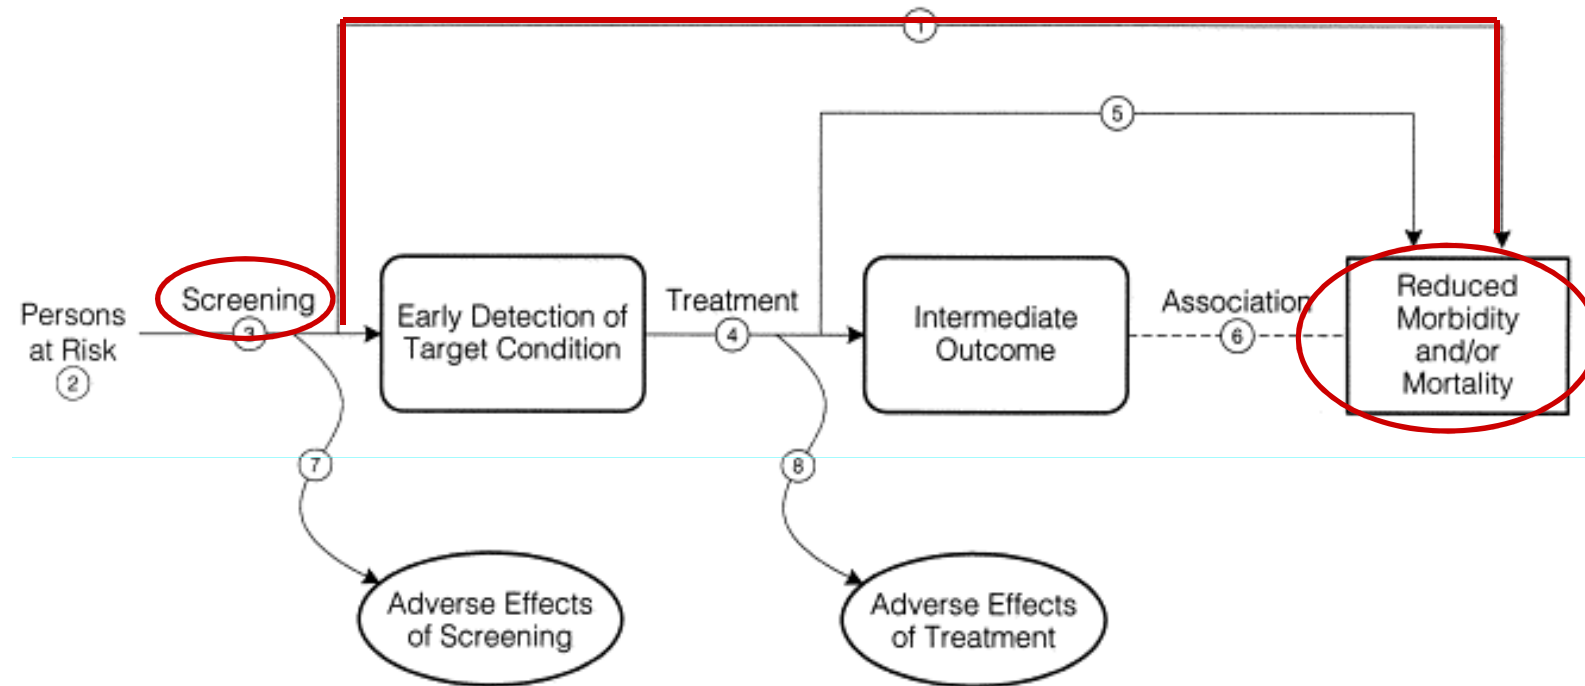 1
5
Persons
at Risk
2
Screening
3
Early Detection of
Target Condition
Treatment
4
Intermediate
Outcome
Association
6
Reduced
Morbidity
and/or
Mortality
7
8
Adverse Effects
of Screening
Adverse Effects
of Treatment